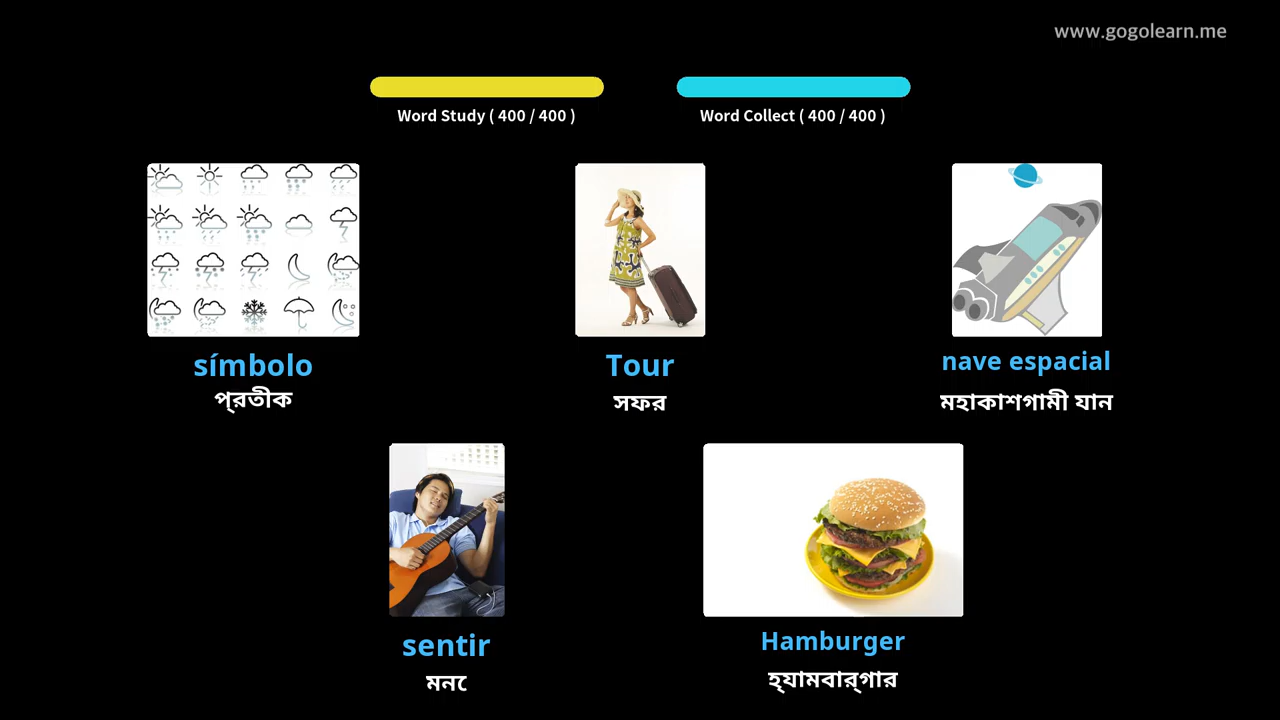 www.gogolearn.me
Word Study ( 400 / 400 )
Word Collect ( 400 / 400 )
símbolo
প্রতীক
Tour
সফর
nave espacial
মহাকাশগামী যান
sentir
মনে
Hamburger
হ্যামবার্গার